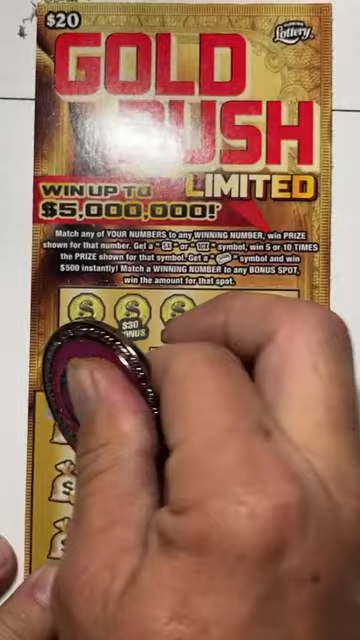 $20
FLORIDA
Lottery
GOLD
RUSH
LIMITED
WIN UP TO
$5,000,000!*
Match any of YOUR NUMBERS to any WINNING NUMBER, win PRIZE
shown for that number. Get a "5X" or "10X" symbol, win 5 or 10 TIMES
the PRIZE shown for that symbol. Get a " " symbol and win
$500 instantly! Match a WINNING NUMBER to any BONUS SPOT,
win the amount for that spot.
$30
BONUS